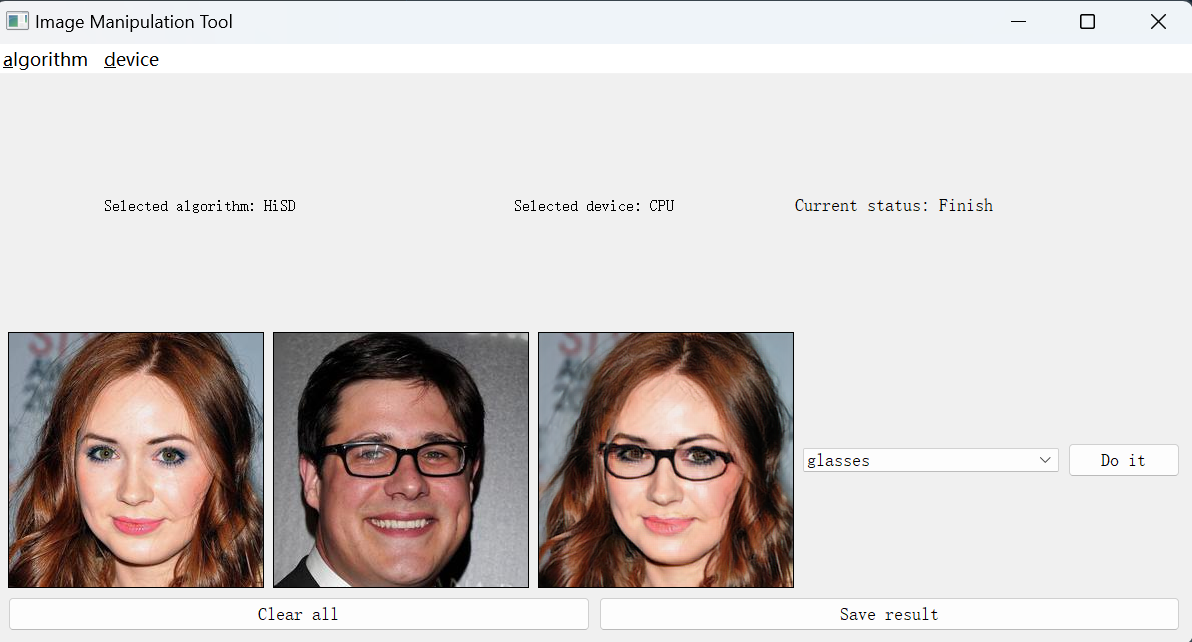 Image Manipulation Tool
algorithm device
Selected algorithm: HiSD Selected device: CPU Current status: Finish
glasses Do it
Clear all Save result